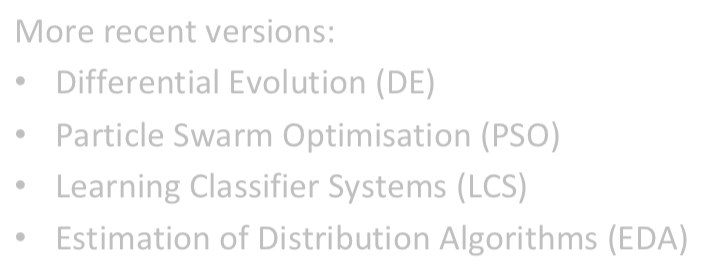 More recent versions:
• Differential Evolution (DE)
• Particle Swarm Optimisation (PSO)
• Learning Classifier Systems (LCS)
• Estimation of Distribution Algorithms (EDA)